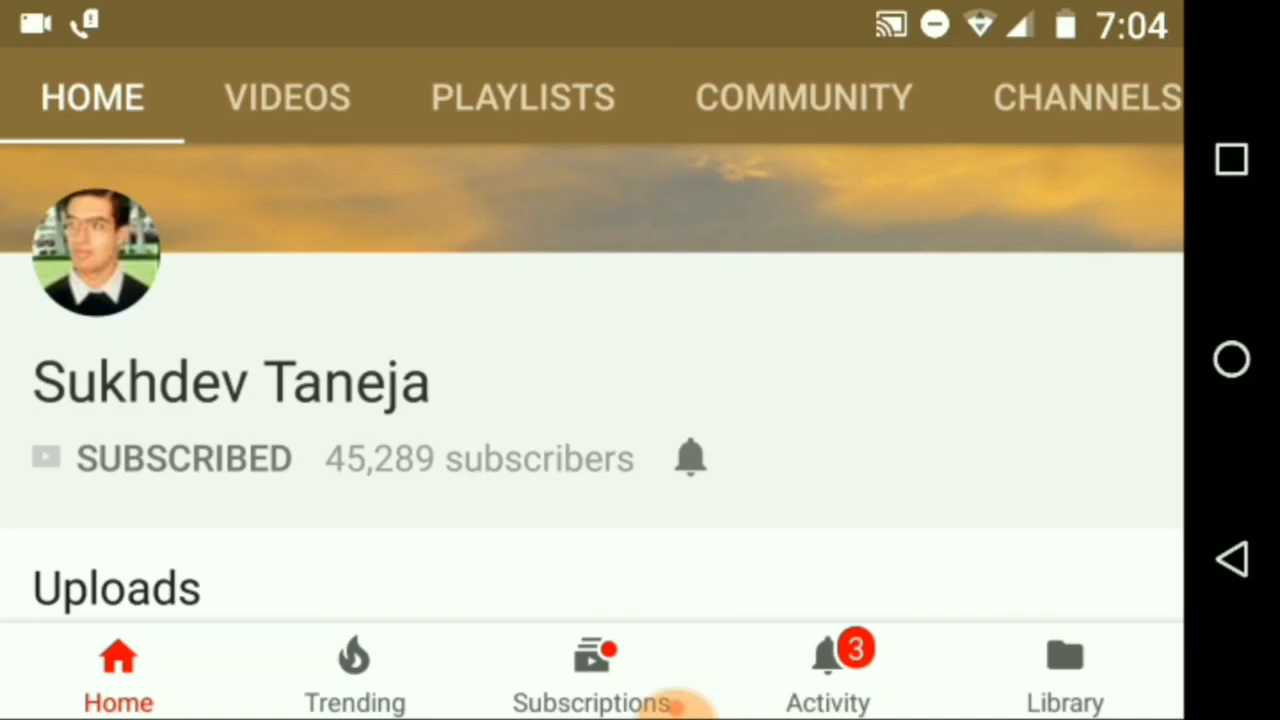 7:04
HOME VIDEOS PLAYLISTS COMMUNITY CHANNELS
Sukhdev Taneja
SUBSCRIBED 45,289 subscribers
Uploads
3
Home Trending Subscriptions Activity Library